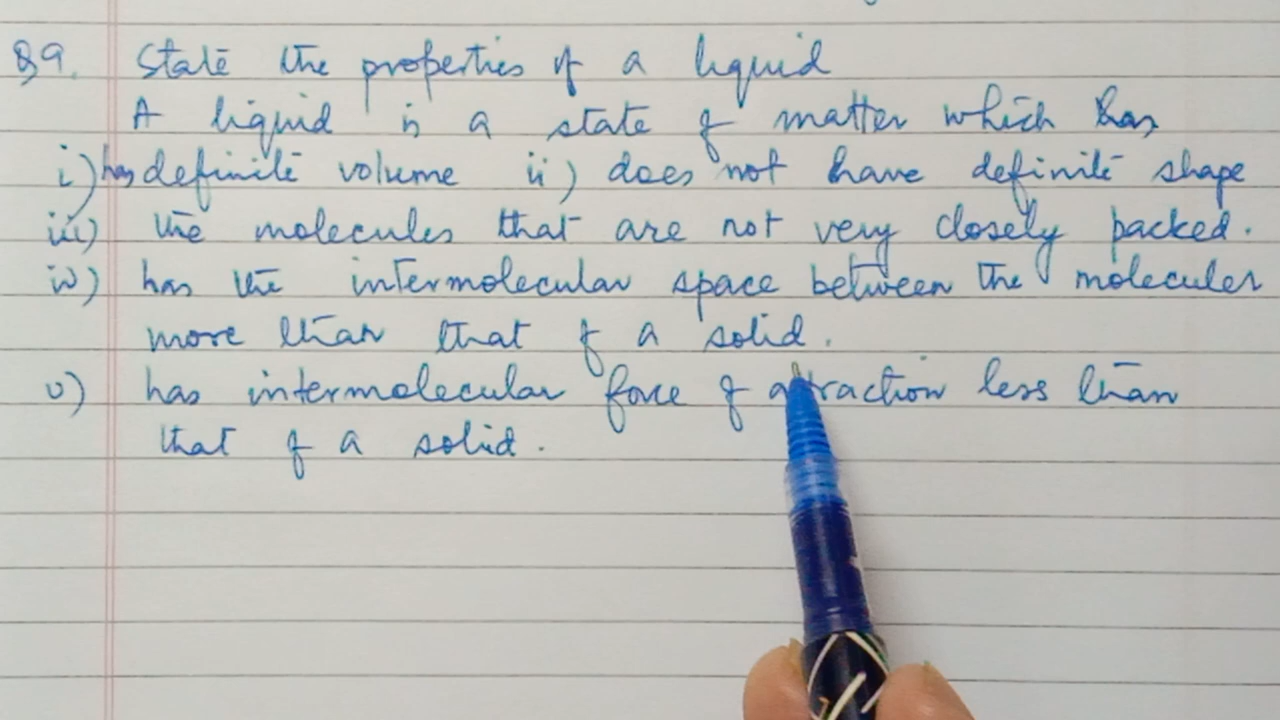 Q9. State the properties of a liquid
A liquid is a state of matter which has
i) has definite volume ii) does not have definite shape
iii) the molecules that are not very closely packed.
iv) has the intermolecular space between the molecules
more than that of a solid.
v) has intermolecular force of attraction less than
that of a solid.